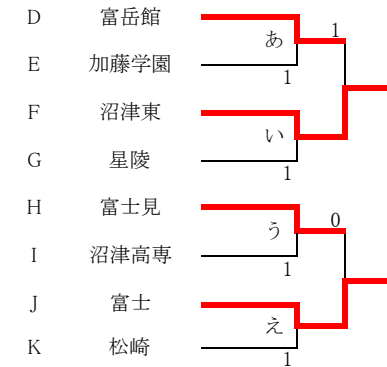 D 富岳館
あ 1
E 加藤学園
1
F 沼津東
い
G 星陵
1
H 富士見
う 0
I 沼津高専
1
J 富士
え
K 松崎
1